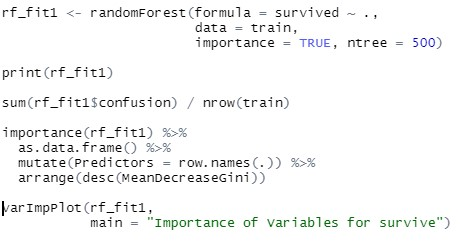 rf_fit1 <- randomForest(formula = survived ~ .,
data = train,
importance = TRUE, ntree = 500)
print(rf_fit1)
sum(rf_fit1$confusion) / nrow(train)
importance(rf_fit1) %>%
as.data.frame() %>%
mutate(Predictors = row.names(.)) %>%
arrange(desc(MeanDecreaseGini))
varImpPlot(rf_fit1,
main = "Importance of Variables for survive")